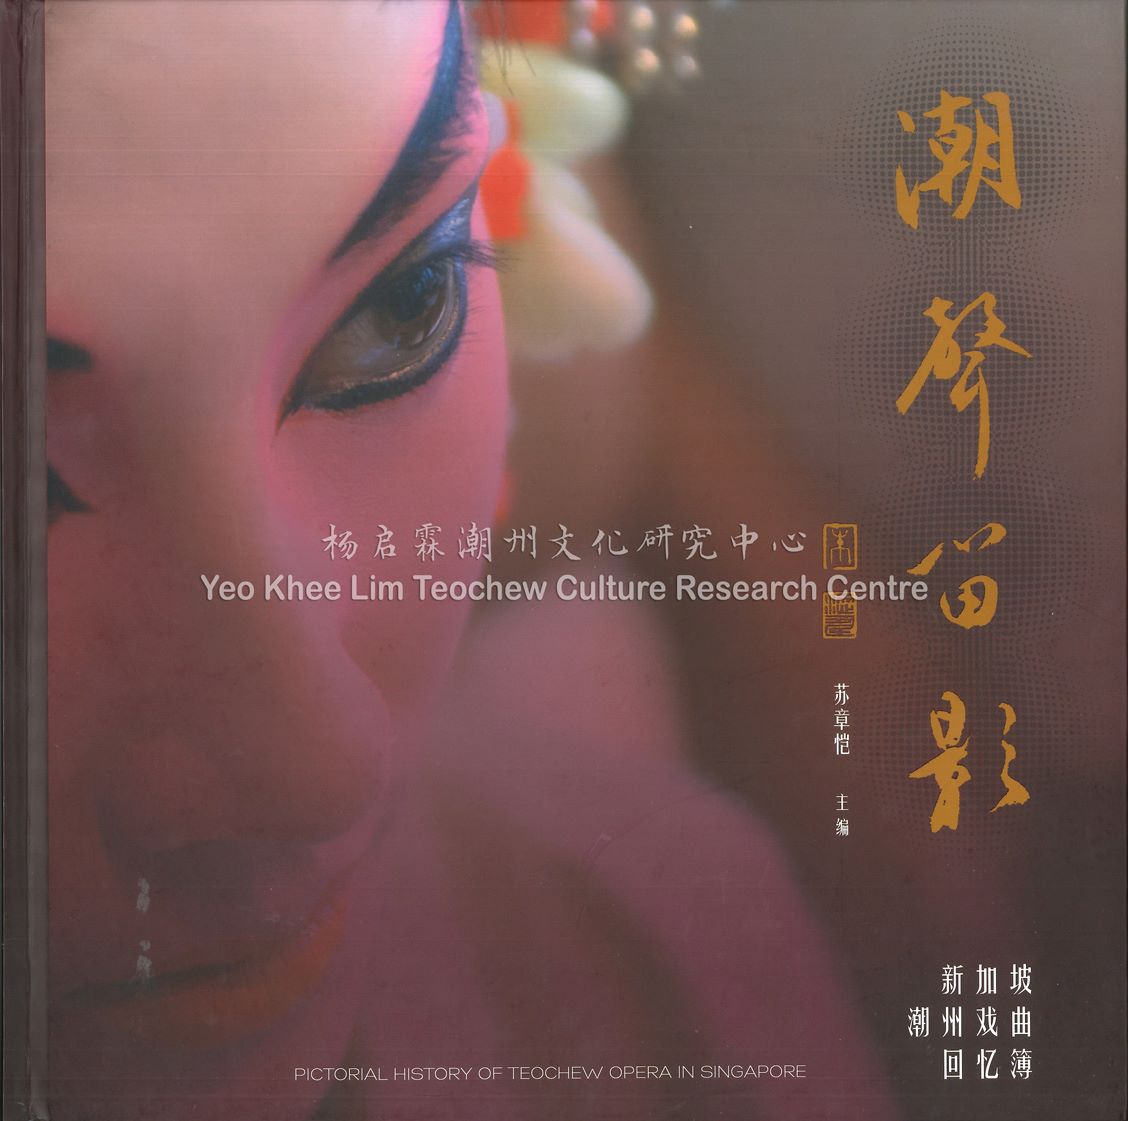 潮聲留影
杨启霖潮州文化研究中心
Yeo Khee Lim Teochew Culture Research Centre
苏章恺 主编
新加坡
潮州戏曲
回忆簿
PICTORIAL HISTORY OF TEOCHEW OPERA IN SINGAPORE